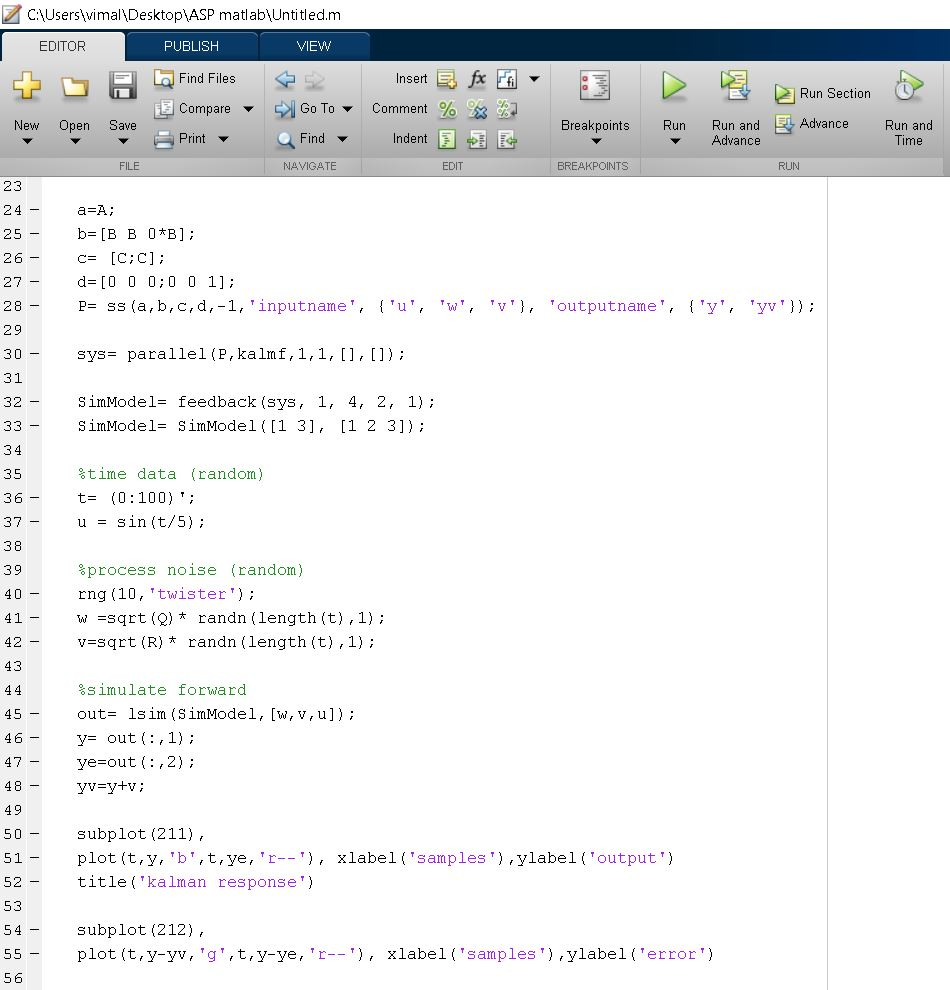 C:\Users\vimal\Desktop\ASP matlab\Untitled.m
EDITOR PUBLISH VIEW
New Open Save Find Files Compare Print
FILE
Go To Find
NAVIGATE
Insert fx
Comment % % %
Indent
EDIT
Breakpoints
BREAKPOINTS
Run Run and Advance Run Section Advance Run and Time
RUN
23
24 – a=A;
25 – b=[B B 0*B];
26 – c= [C;C];
27 – d=[0 0 0;0 0 1];
28 – P= ss(a,b,c,d,-1,'inputname', {'u', 'w', 'v'}, 'outputname', {'y', 'yv'});
29
30 – sys= parallel(P,kalmf,1,1,[],[]);
31
32 – SimModel= feedback(sys, 1, 4, 2, 1);
33 – SimModel= SimModel([1 3], [1 2 3]);
34
35 %time data (random)
36 – t= (0:100)';
37 – u = sin(t/5);
38
39 %process noise (random)
40 – rng(10,'twister');
41 – w =sqrt(Q)* randn(length(t),1);
42 – v=sqrt(R)* randn(length(t),1);
43
44 %simulate forward
45 – out= lsim(SimModel,[w,v,u]);
46 – y= out(:,1);
47 – ye=out(:,2);
48 – yv=y+v;
49
50 – subplot(211),
51 – plot(t,y,'b',t,ye,'r--'), xlabel('samples'),ylabel('output')
52 – title('kalman response')
53
54 – subplot(212),
55 – plot(t,y-yv,'g',t,y-ye,'r--'), xlabel('samples'),ylabel('error')
56